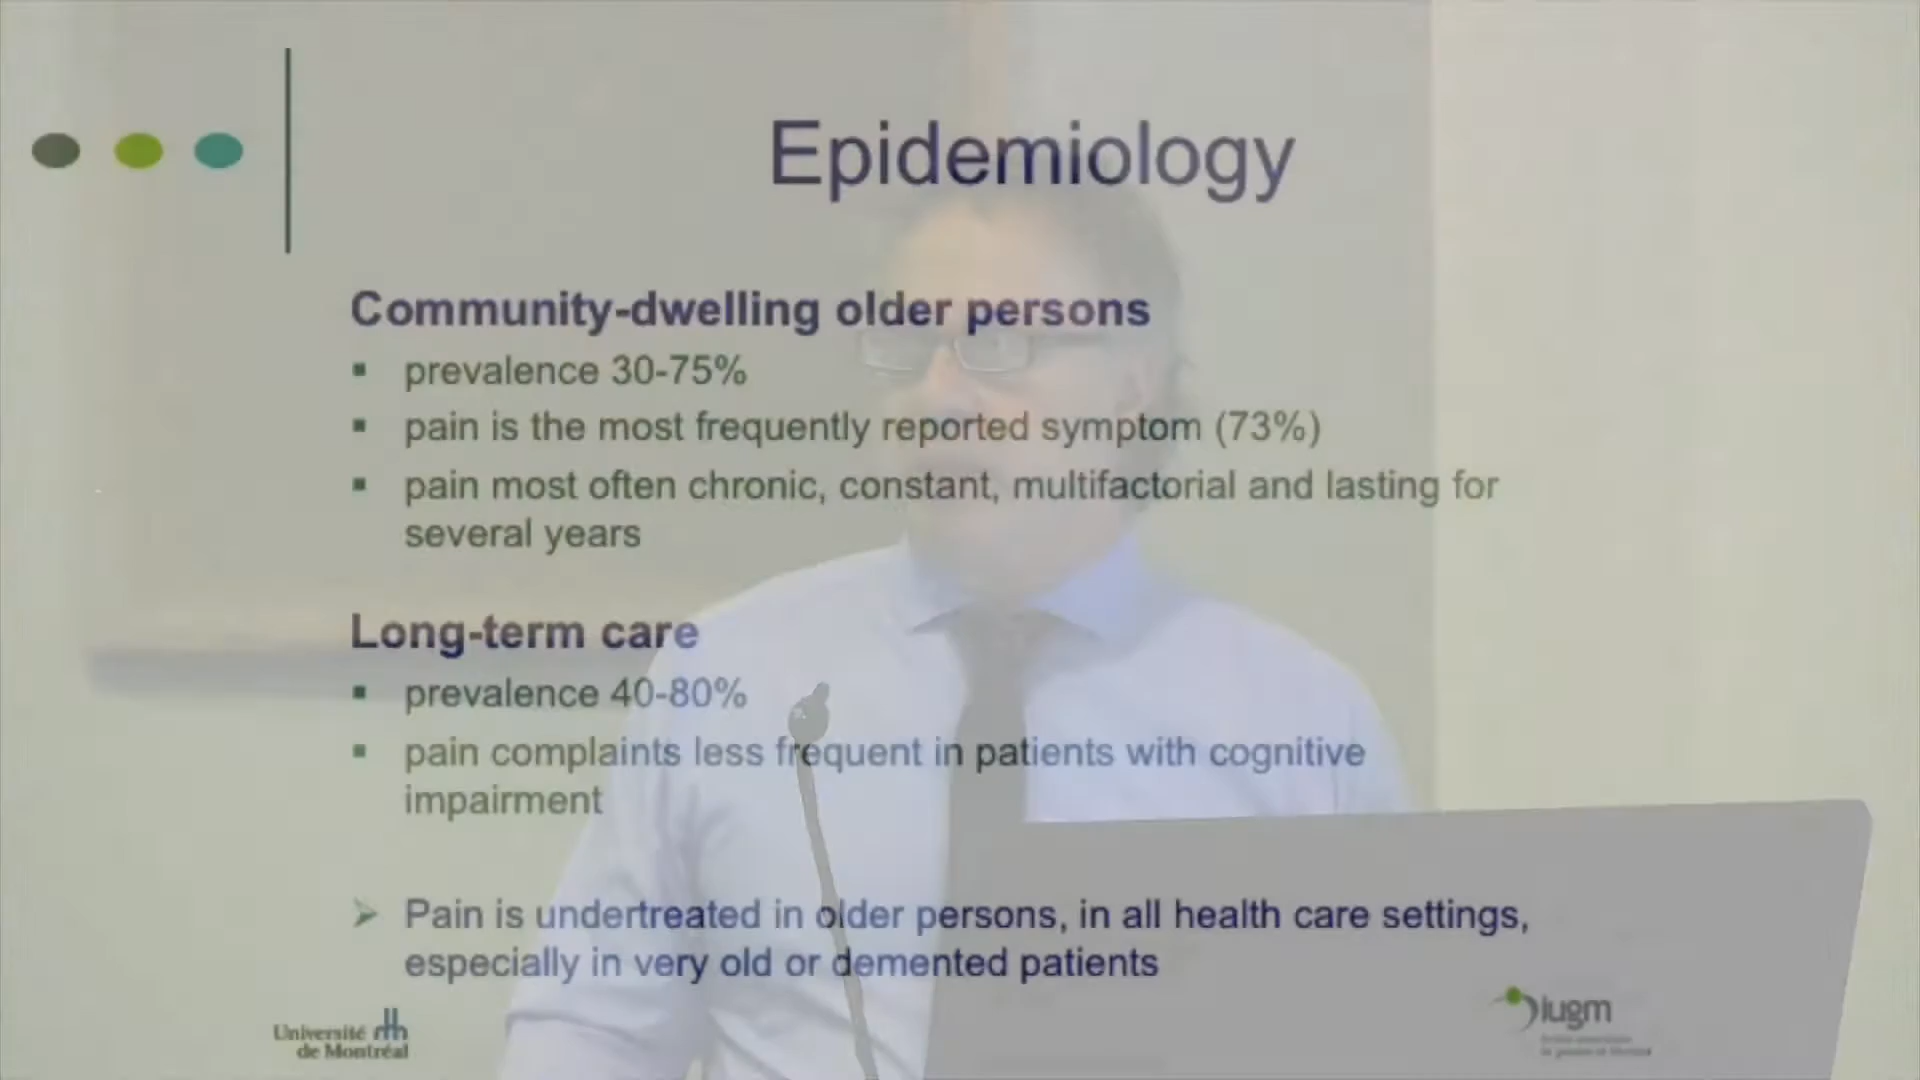 Epidemiology
Community-dwelling older persons
prevalence 30-75%
pain is the most frequently reported symptom (73%)
pain most often chronic, constant, multifactorial and lasting for
several years
Long-term care
prevalence 40-80%
pain complaints less frequent in patients with cognitive
impairment
Pain is undertreated in older persons, in all health care settings,
especially in very old or demented patients
Université
de Montréal
iugm